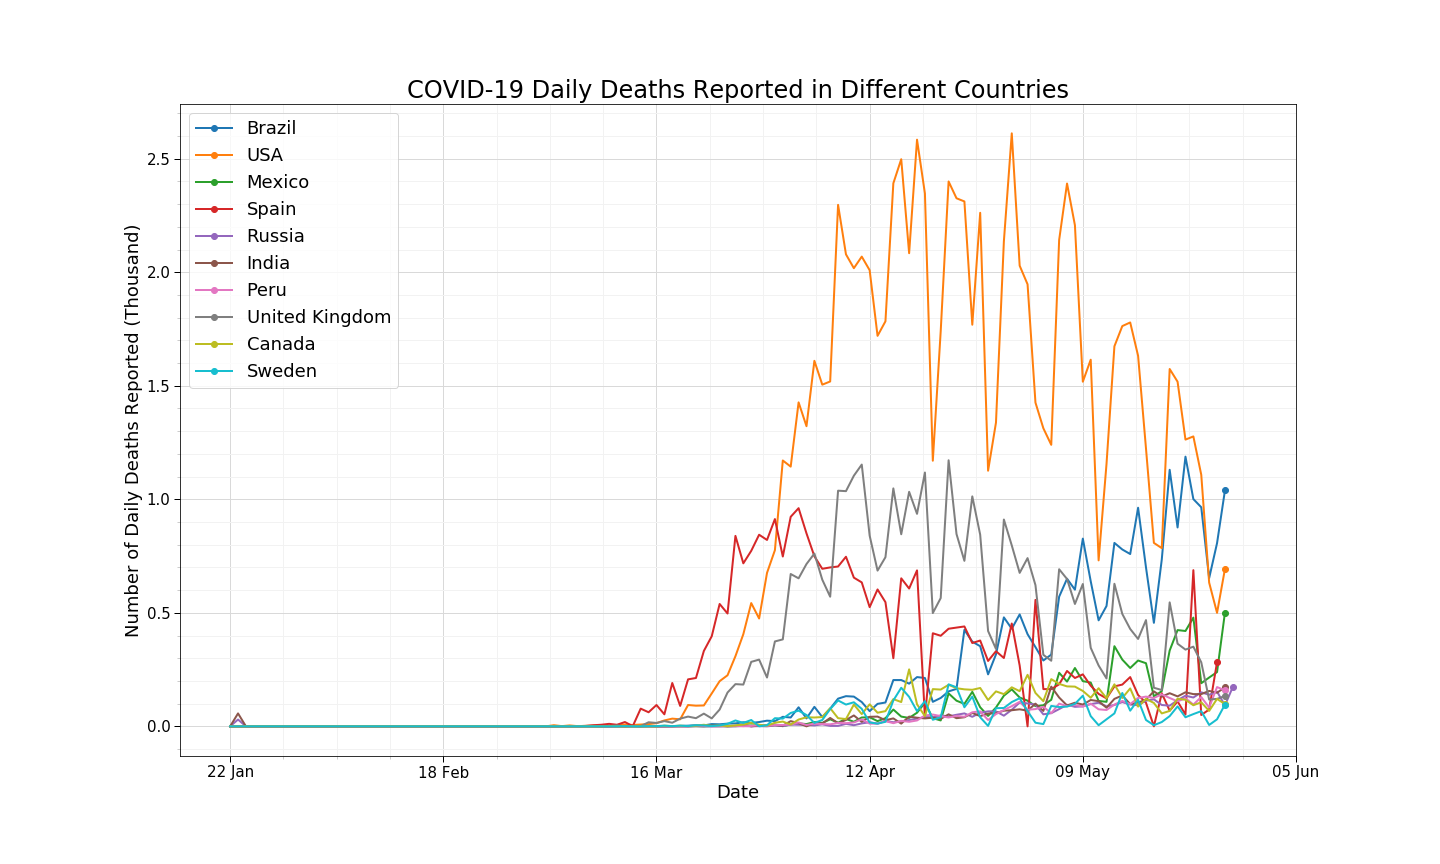 COVID-19 Daily Deaths Reported in Different Countries
Brazil
USA
Mexico
Spain
Russia
India
Peru
United Kingdom
Canada
Sweden
Number of Daily Deaths Reported (Thousand)
2.5
2.0
1.5
1.0
0.5
0.0
22 Jan
18 Feb
16 Mar
12 Apr
09 May
05 Jun
Date